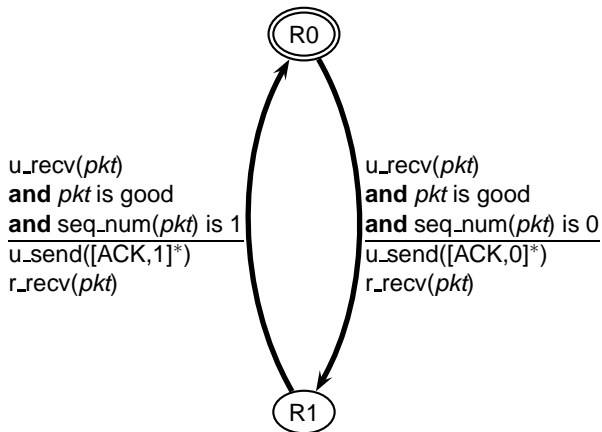 R0
u_recv(pkt)
and pkt is good
and seq_num(pkt) is 1
u_send([ACK,1]*)
r_recv(pkt)
u_recv(pkt)
and pkt is good
and seq_num(pkt) is 0
u_send([ACK,0]*)
r_recv(pkt)
R1